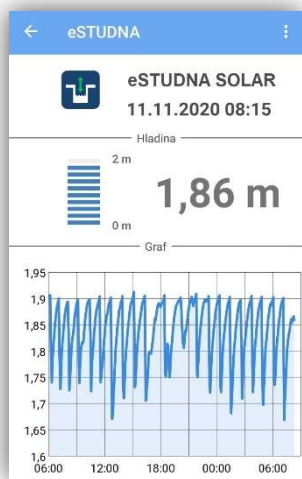 eSTUDNA
eSTUDNA SOLAR
11.11.2020 08:15
Hladina
2 m
1,86 m
0 m
Graf
1,95
1,9
1,85
1,8
1,75
1,7
1,65
1,6
06:00 12:00 18:00 00:00 06:00